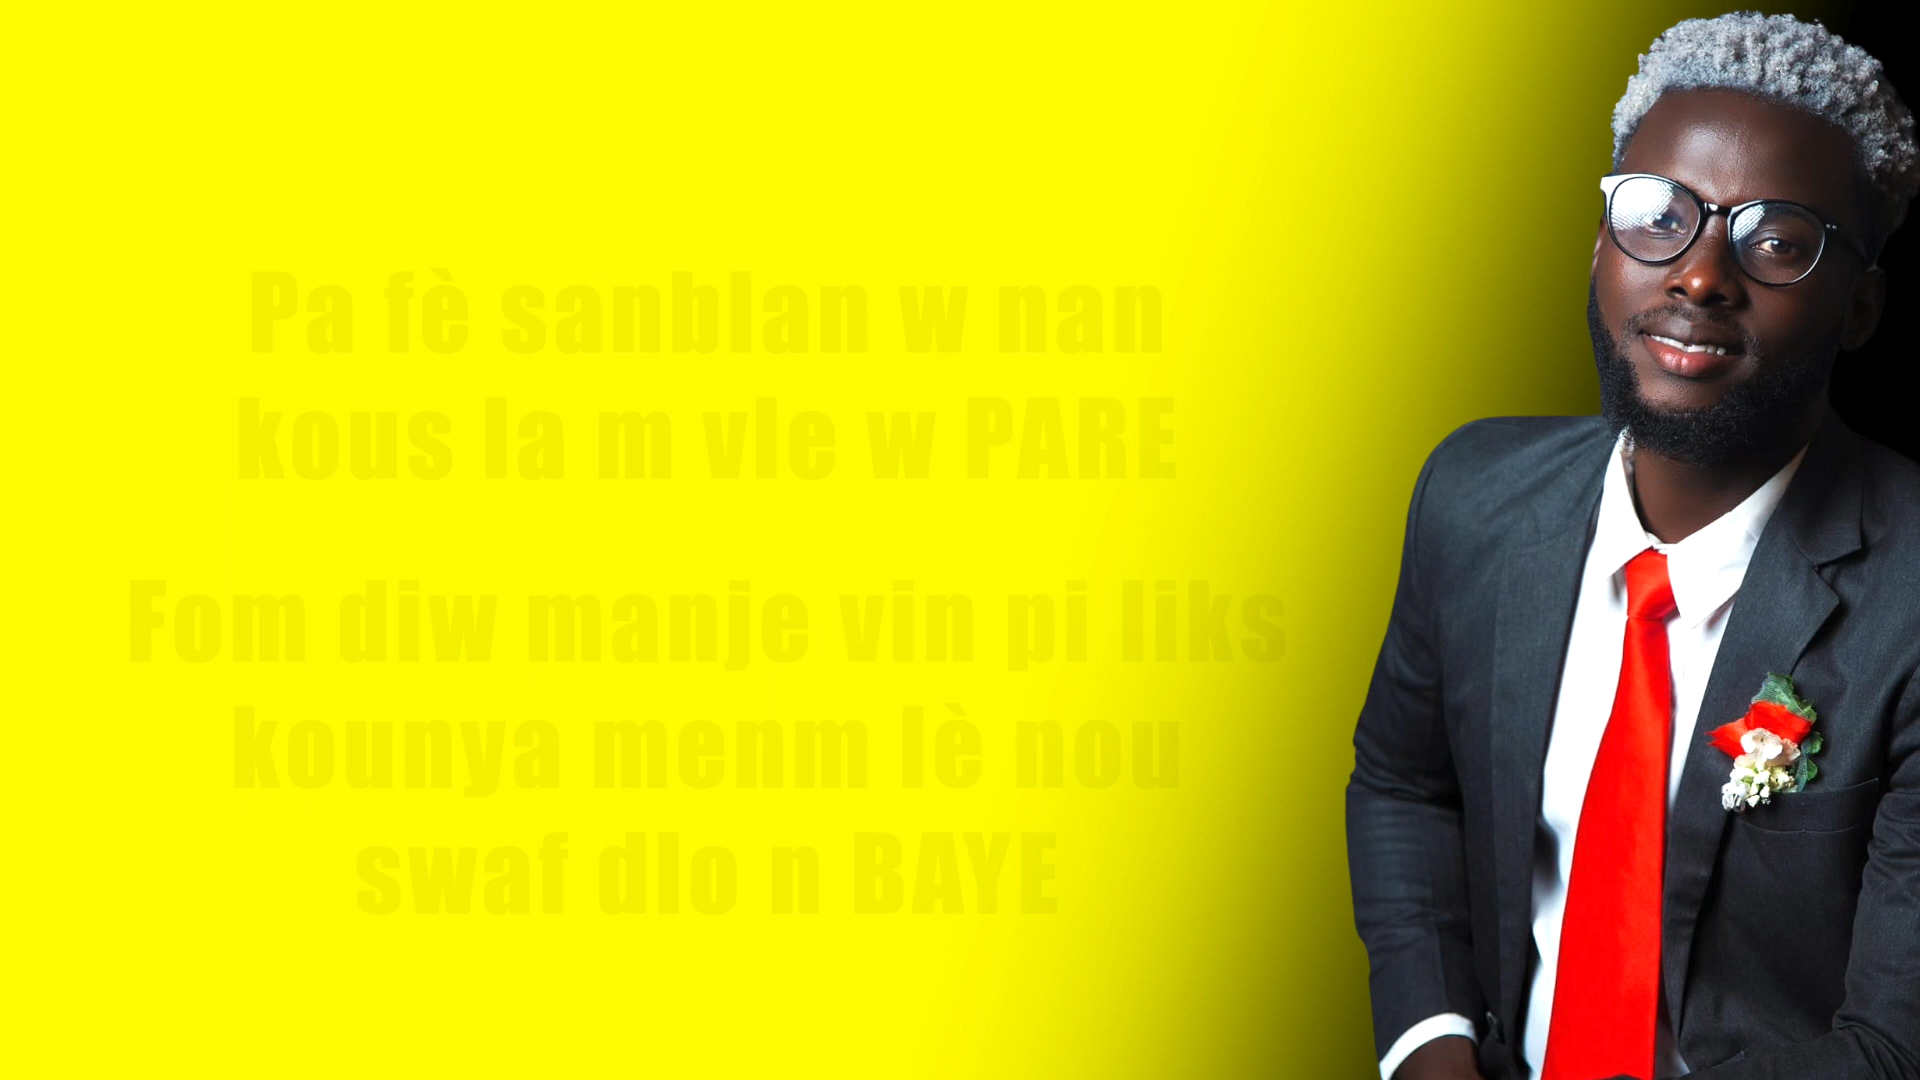 Pa fè sanblan w nan
kous la m vle w PARE
Fom diw manje vin pi liks
kounya menm lè nou
swaf dlo n BAYE